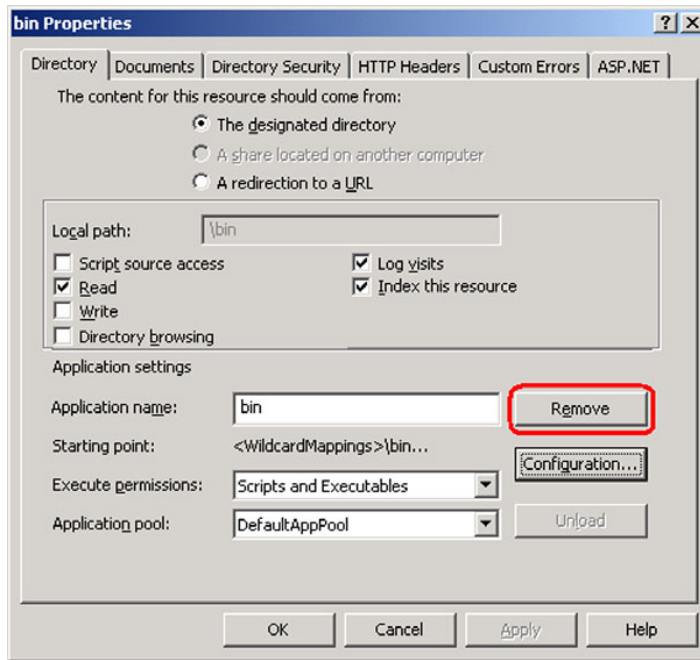 bin Properties
Directory Documents Directory Security HTTP Headers Custom Errors ASP.NET
The content for this resource should come from:
The designated directory
A share located on another computer
A redirection to a URL
Local path: \bin
Script source access Log visits
Read Index this resource
Write
Directory browsing
Application settings
Application name: bin Remove
Starting point: <WildcardMappings>\bin...
Configuration...
Execute permissions: Scripts and Executables
Application pool: DefaultAppPool Unload
OK Cancel Apply Help